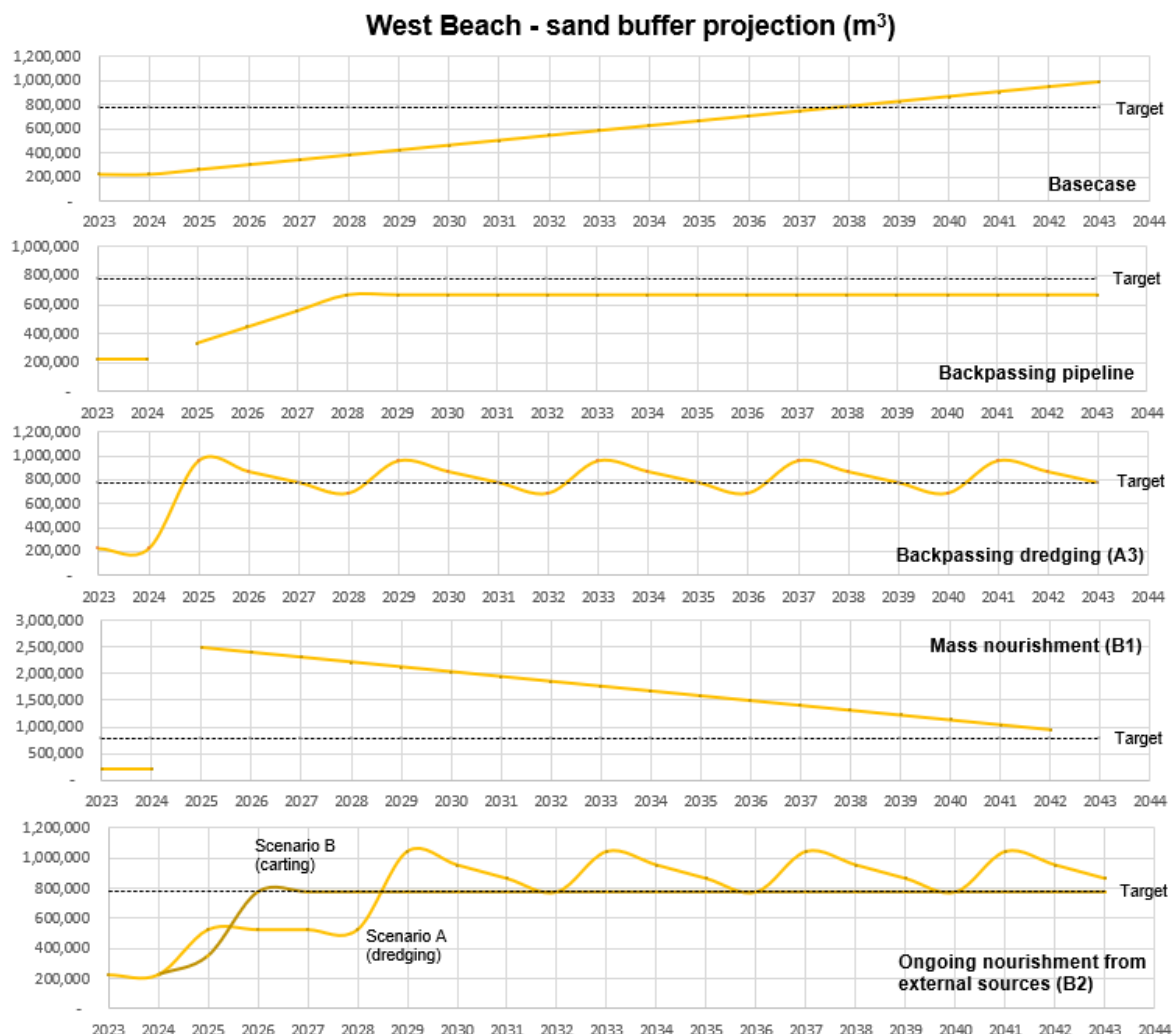 West Beach - sand buffer projection (m³)
1,200,000
1,000,000
800,000
600,000
400,000
200,000
-
Target
Basecase
2023 2024 2025 2026 2027 2028 2029 2030 2031 2032 2033 2034 2035 2036 2037 2038 2039 2040 2041 2042 2043 2044
1,000,000
800,000
600,000
400,000
200,000
-
Target
Backpassing pipeline
2023 2024 2025 2026 2027 2028 2029 2030 2031 2032 2033 2034 2035 2036 2037 2038 2039 2040 2041 2042 2043 2044
1,200,000
1,000,000
800,000
600,000
400,000
200,000
-
Target
Backpassing dredging (A3)
2023 2024 2025 2026 2027 2028 2029 2030 2031 2032 2033 2034 2035 2036 2037 2038 2039 2040 2041 2042 2043 2044
3,000,000
2,500,000
2,000,000
1,500,000
1,000,000
500,000
-
Mass nourishment (B1)
Target
2023 2024 2025 2026 2027 2028 2029 2030 2031 2032 2033 2034 2035 2036 2037 2038 2039 2040 2041 2042 2043 2044
1,200,000
1,000,000
800,000
600,000
400,000
200,000
-
Scenario B
(carting)
Target
Scenario A
(dredging)
Ongoing nourishment from
external sources (B2)
2023 2024 2025 2026 2027 2028 2029 2030 2031 2032 2033 2034 2035 2036 2037 2038 2039 2040 2041 2042 2043 2044